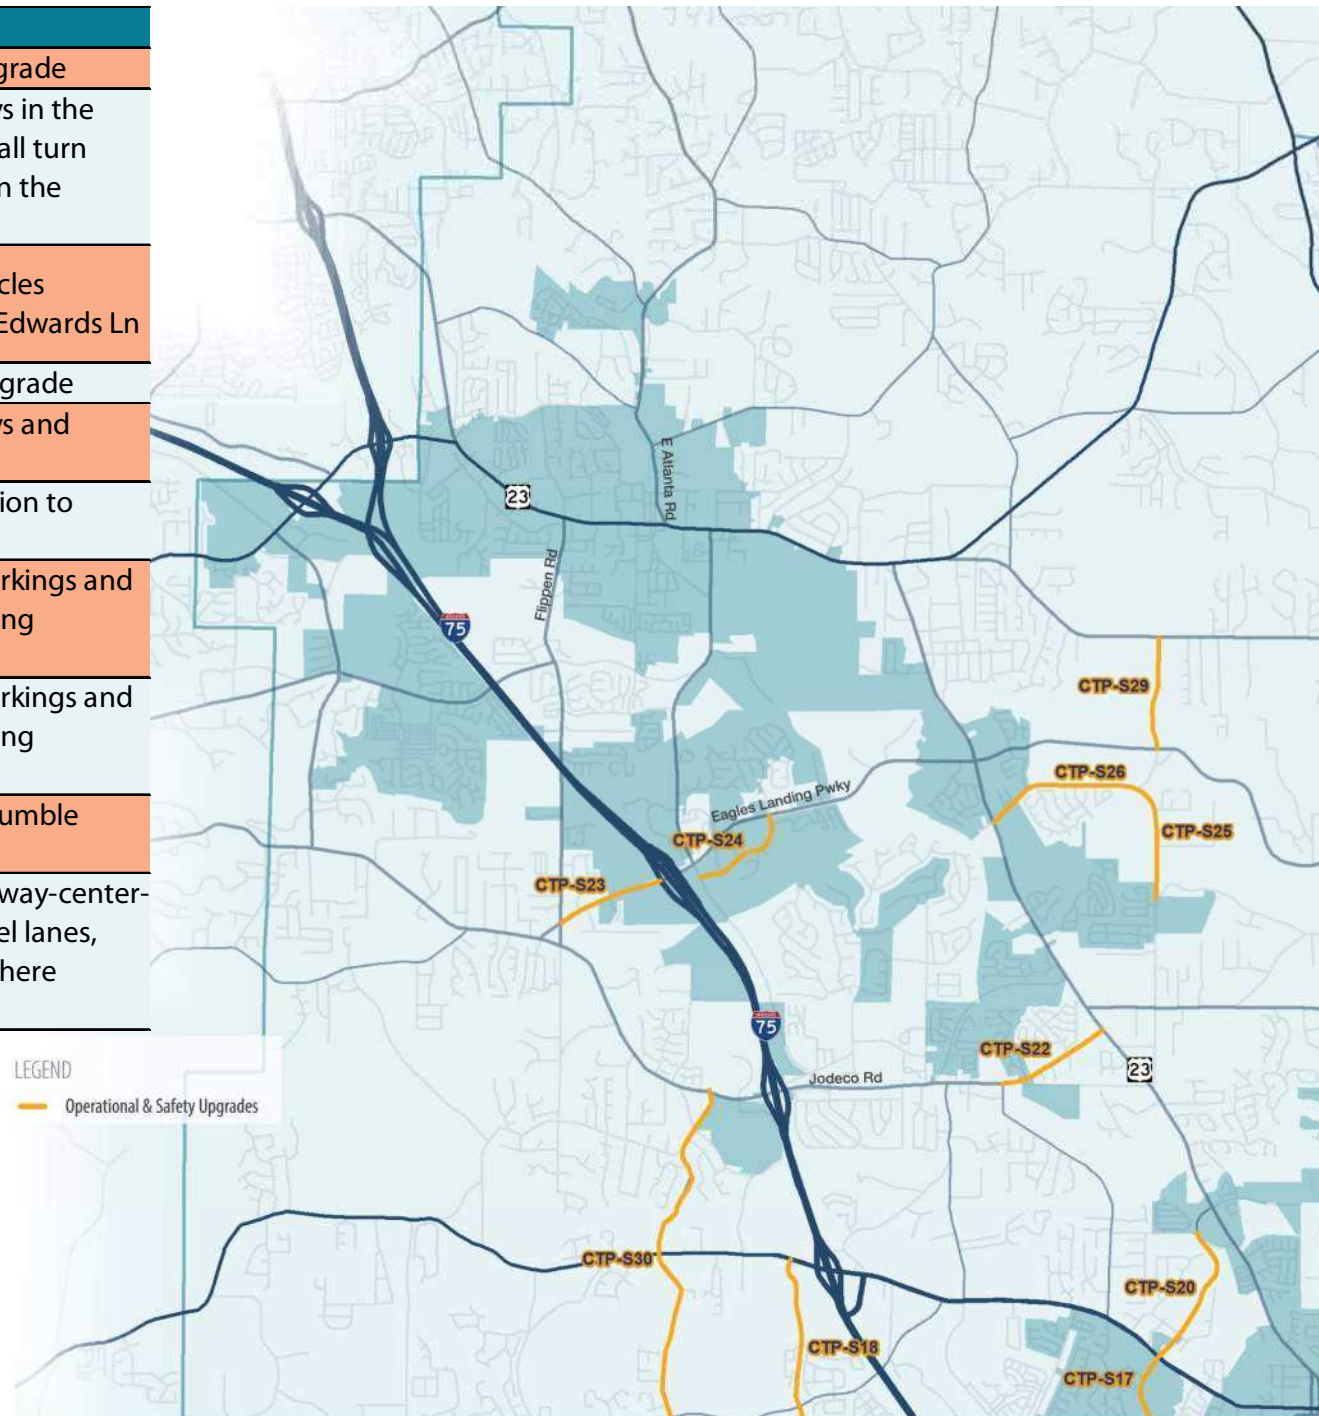 grade
ys in the
all turn
n the
cles
Edwards Ln
grade
ys and
ion to
rkings and
ng
rkings and
ng
umble
way-center-
el lanes,
here
LEGEND
Operational & Safety Upgrades
E Atlanta Rd
23
Flippen Rd
75
CTP-S29
CTP-S26
Eagles Landing Pwky
CTP-S25
CTP-S24
CTP-S23
75
CTP-S22
23
Jodeco Rd
CTP-S30
CTP-S20
CTP-S18
CTP-S17